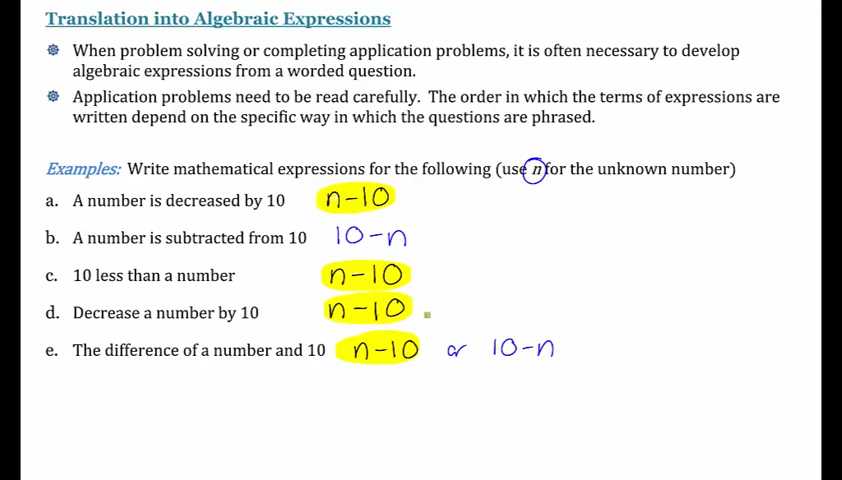 Translation into Algebraic Expressions
When problem solving or completing application problems, it is often necessary to develop
algebraic expressions from a worded question.
Application problems need to be read carefully. The order in which the terms of expressions are
written depend on the specific way in which the questions are phrased.
Examples: Write mathematical expressions for the following (use n for the unknown number)
a. A number is decreased by 10 n-10
b. A number is subtracted from 10 10-n
c. 10 less than a number n-10
d. Decrease a number by 10 n-10
e. The difference of a number and 10 n-10 or 10-n